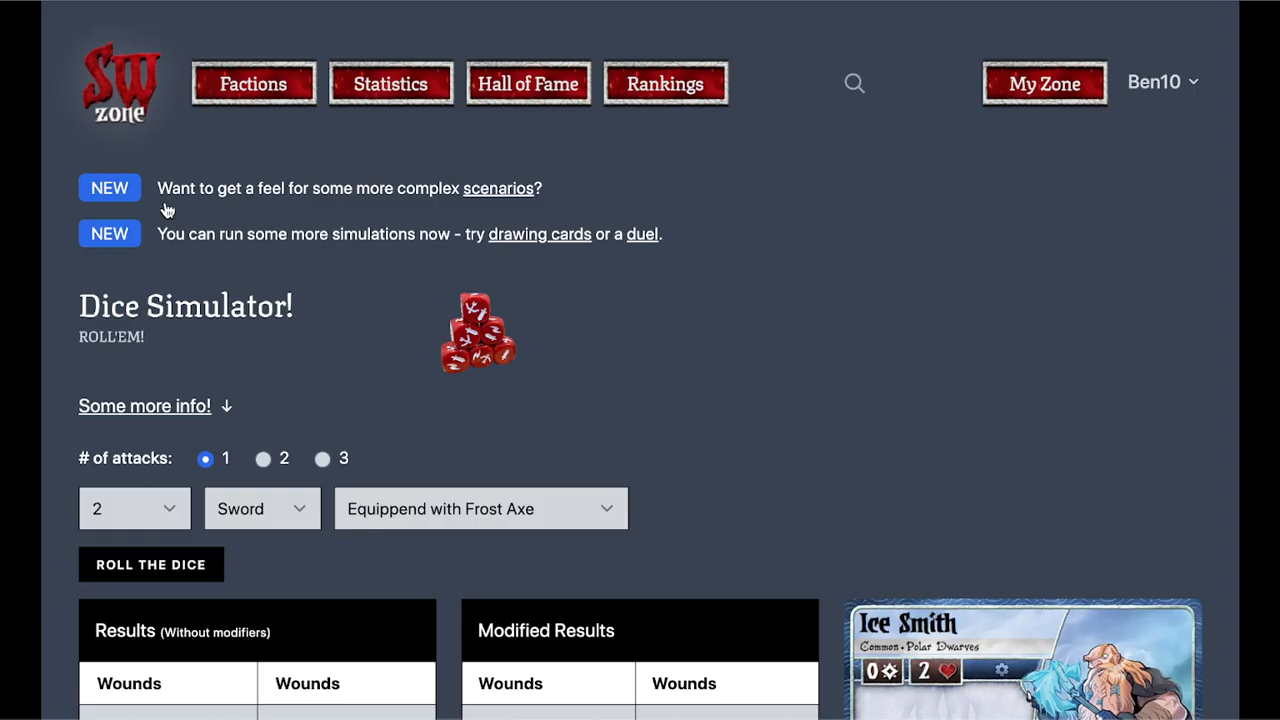 SW
zone
Factions
Statistics
Hall of Fame
Rankings
My Zone
Ben10
NEW
Want to get a feel for some more complex scenarios?
NEW
You can run some more simulations now - try drawing cards or a duel.
Dice Simulator!
ROLL'EM!
Some more info! ↓
# of attacks: 1 2 3
2
Sword
Equippend with Frost Axe
ROLL THE DICE
Results (Without modifiers)
Wounds
Wounds
Modified Results
Wounds
Wounds
Ice Smith
Common • Polar Dwarves
0
2